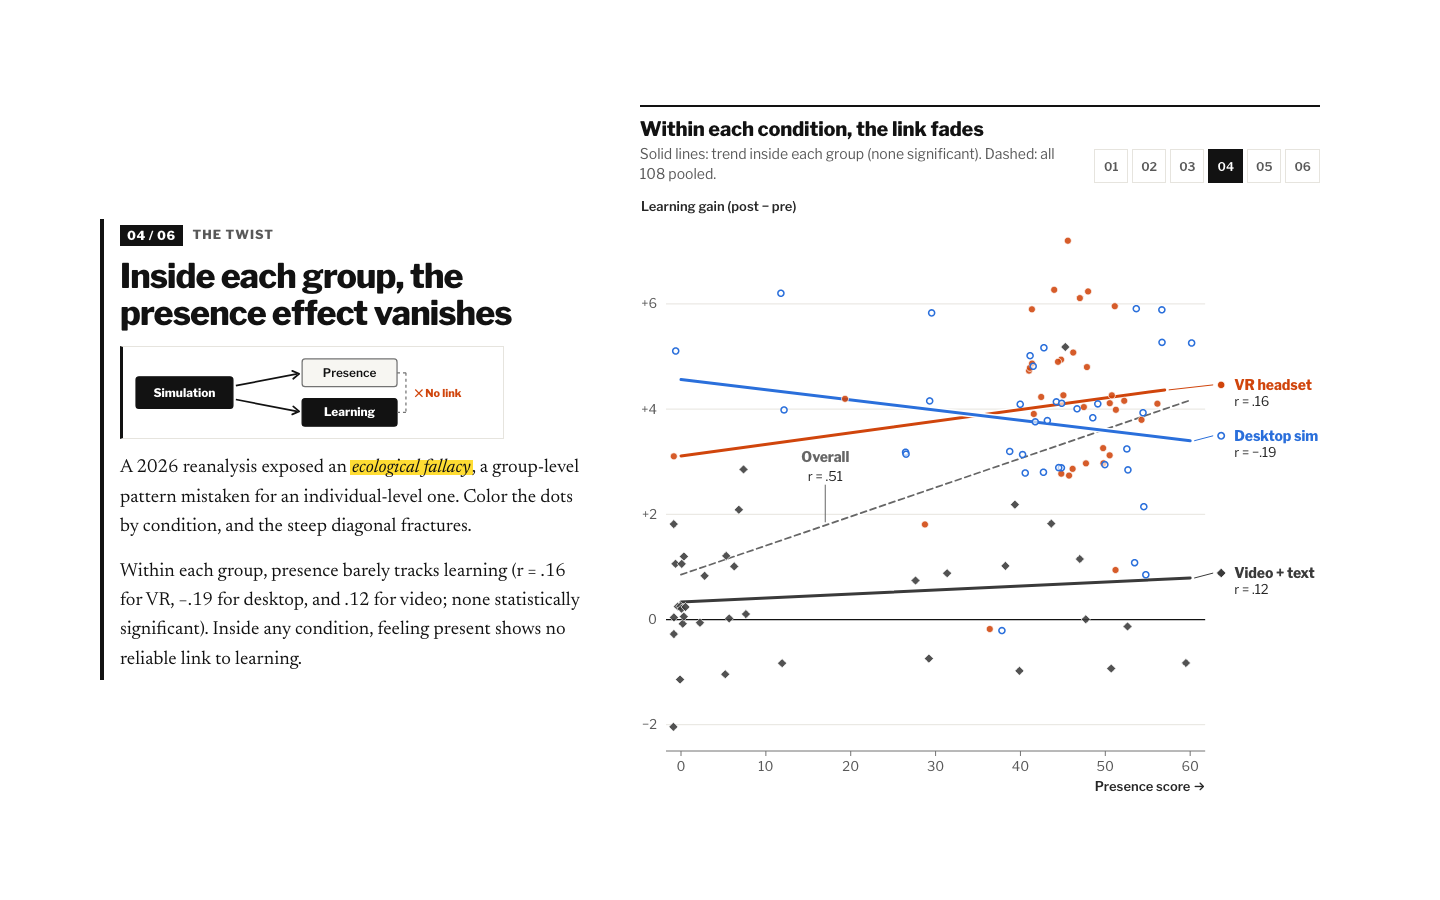 04 / 06 THE TWIST
Inside each group, the
presence effect vanishes
Simulation
Presence
Learning
No link
A 2026 reanalysis exposed an ecological fallacy, a group-level
pattern mistaken for an individual-level one. Color the dots
by condition, and the steep diagonal fractures.
Within each group, presence barely tracks learning (r = .16
for VR, −.19 for desktop, and .12 for video; none statistically
significant). Inside any condition, feeling present shows no
reliable link to learning.
Within each condition, the link fades
Solid lines: trend inside each group (none significant). Dashed: all
108 pooled.
01 02 03 04 05 06
Learning gain (post − pre)
+6
+4
+2
0
−2
Overall
r = .51
VR headset
r = .16
Desktop sim
r = −.19
Video + text
r = .12
0 10 20 30 40 50 60
Presence score →